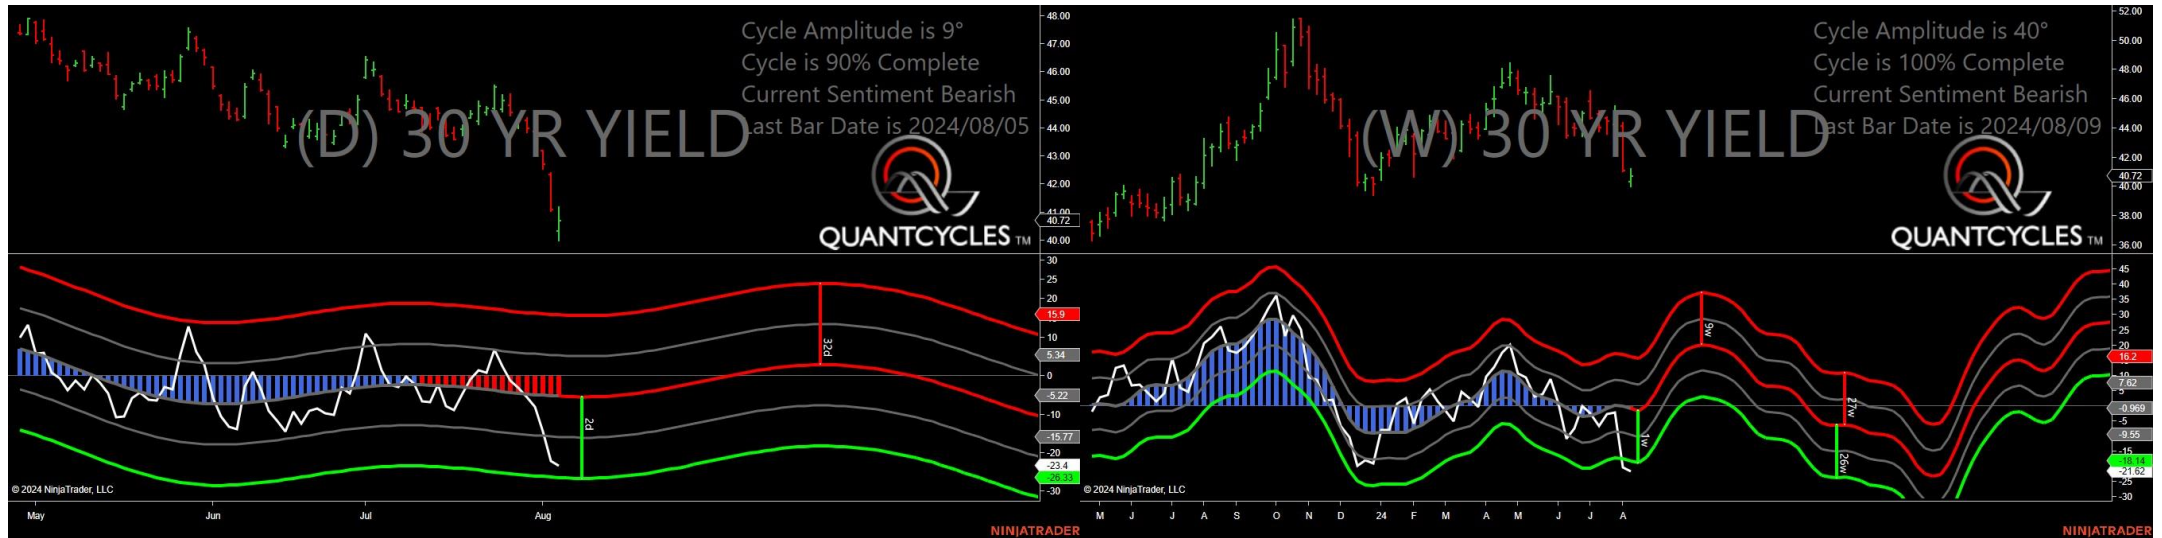 Cycle Amplitude is 9°
Cycle is 90% Complete
Current Sentiment Bearish
Last Bar Date is 2024/08/05
(D) 30 YR YIELD
QUANTCYCLES TM
48.00
47.00
46.00
45.00
44.00
43.00
42.00
41.00
40.72
40.00
30
25
20
15.9
10
5.34
0
-5.22
-10
-15.77
-20
-23.4
-26.33
-30
32d
2d
© 2024 NinjaTrader, LLC
May Jun Jul Aug
NINJATRADER
Cycle Amplitude is 40°
Cycle is 100% Complete
Current Sentiment Bearish
Last Bar Date is 2024/08/09
(W) 30 YR YIELD
QUANTCYCLES TM
52.00
50.00
48.00
46.00
44.00
42.00
40.72
40.00
38.00
36.00
45
40
35
30
25
20
16.2
10
7.62
5
-0.969
-5
-9.55
-15
-18.14
-21.62
-25
-30
9w
1w
27w
26w
© 2024 NinjaTrader, LLC
M J J A S O N D 24 F M A M J J A
NINJATRADER